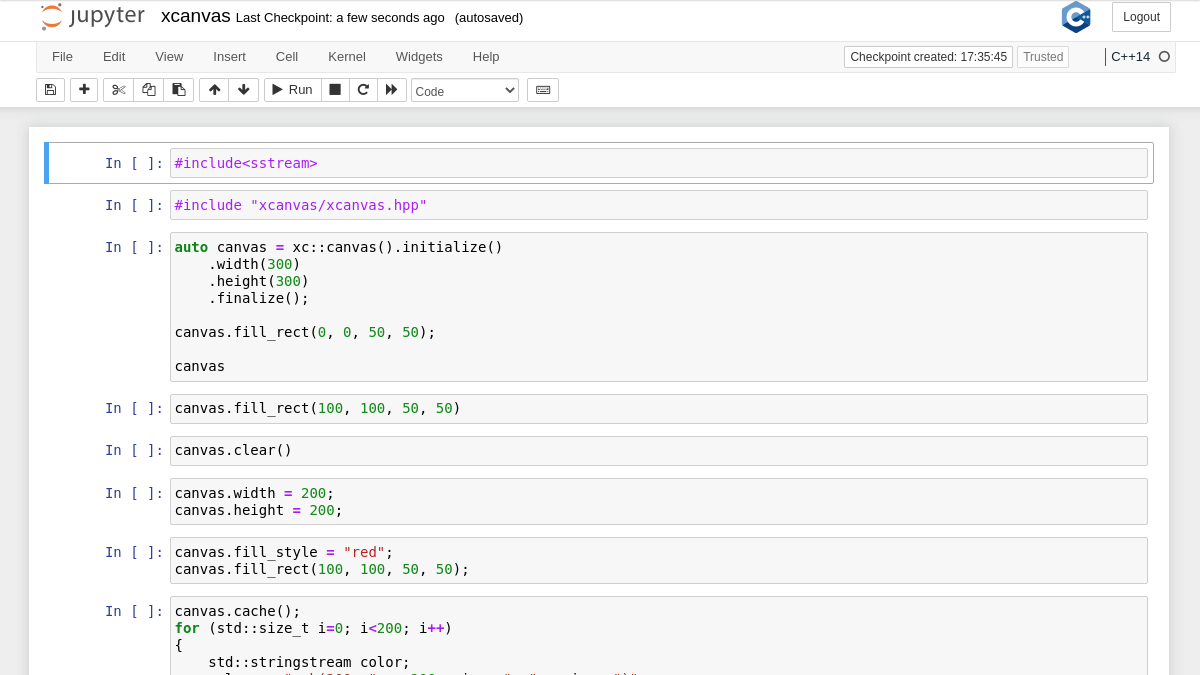 jupyter xcanvas Last Checkpoint: a few seconds ago (autosaved) Logout
File Edit View Insert Cell Kernel Widgets Help Checkpoint created: 17:35:45 Trusted C++14
Run Code
In [ ]: #include<sstream>
In [ ]: #include "xcanvas/xcanvas.hpp"
In [ ]: auto canvas = xc::canvas().initialize()
.width(300)
.height(300)
.finalize();
canvas.fill_rect(0, 0, 50, 50);
canvas
In [ ]: canvas.fill_rect(100, 100, 50, 50)
In [ ]: canvas.clear()
In [ ]: canvas.width = 200;
canvas.height = 200;
In [ ]: canvas.fill_style = "red";
canvas.fill_rect(100, 100, 50, 50);
In [ ]: canvas.cache();
for (std::size_t i=0; i<200; i++)
{
std::stringstream color;